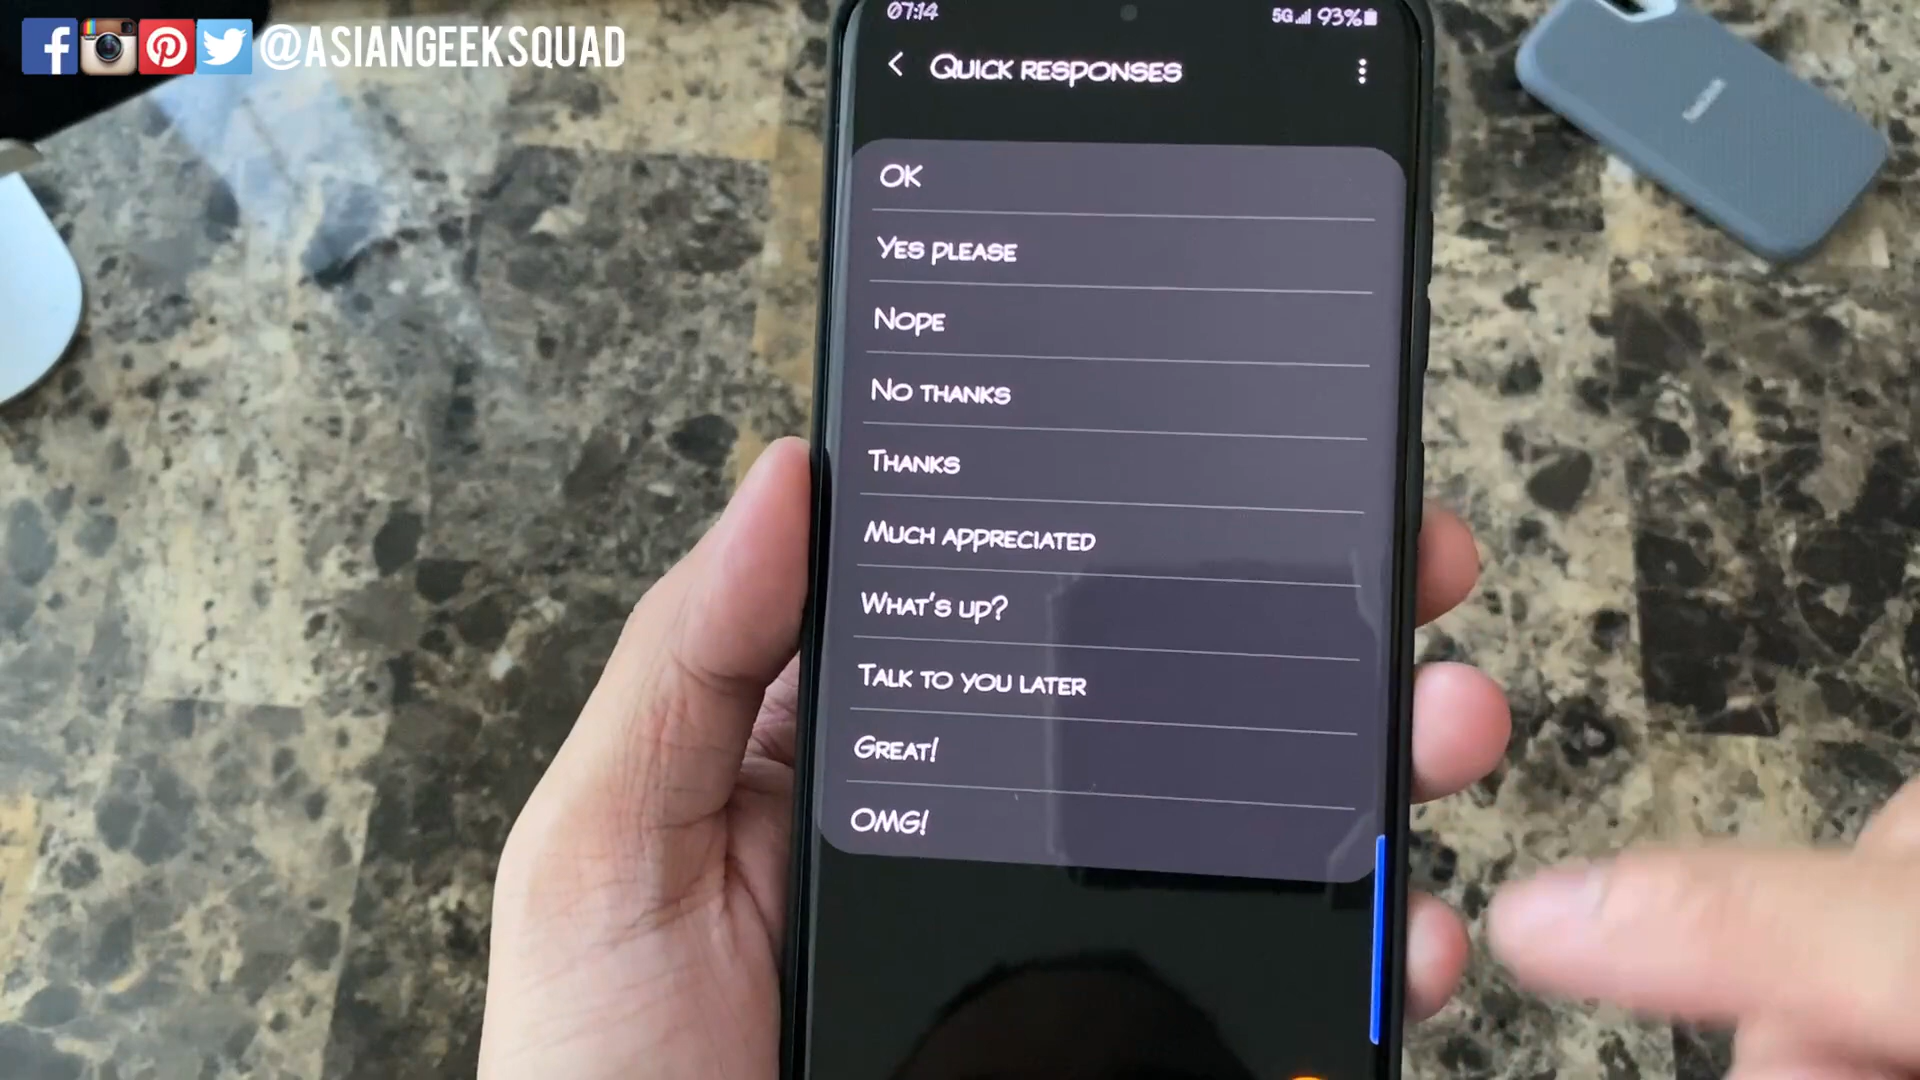 @ASIANGEEKSQUAD
07:14
5G 93%
Quick responses
OK
Yes please
Nope
No thanks
Thanks
Much appreciated
What's up?
Talk to you later
Great!
OMG!
SanDisk